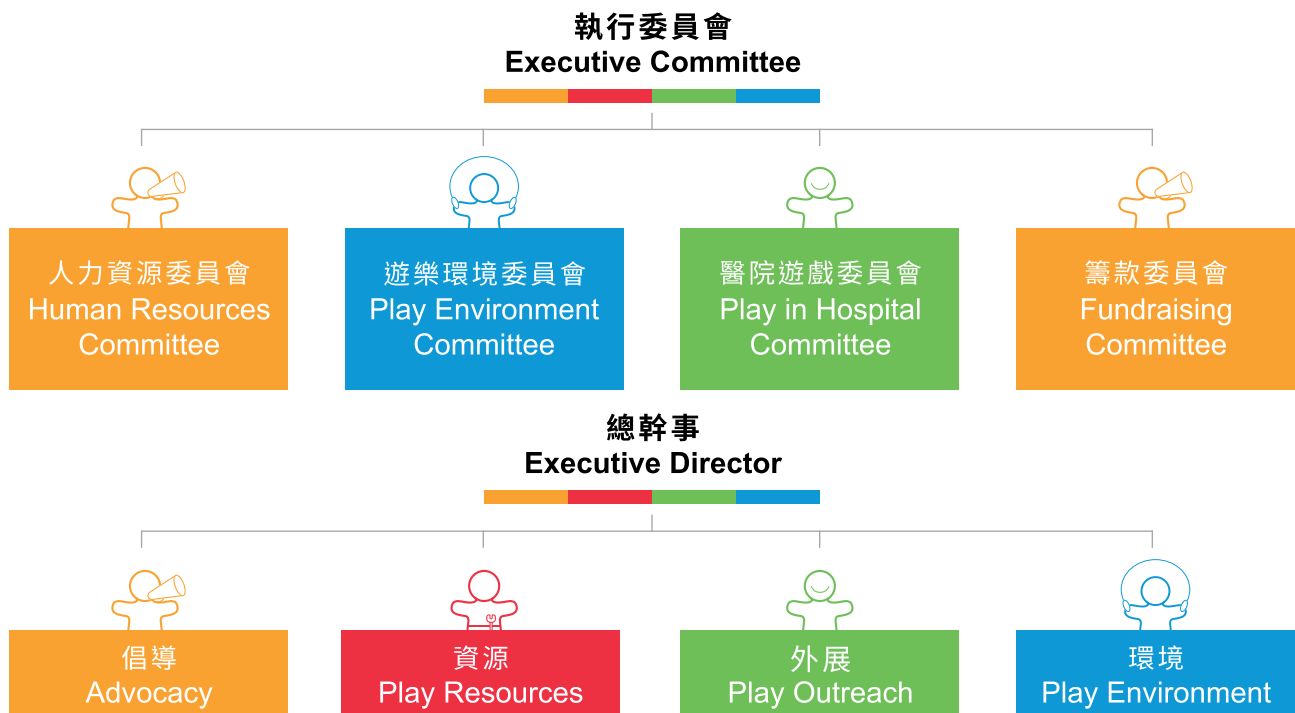 執行委員會
Executive Committee
人力資源委員會
Human Resources
Committee
遊樂環境委員會
Play Environment
Committee
醫院遊戲委員會
Play in Hospital
Committee
籌款委員會
Fundraising
Committee
總幹事
Executive Director
倡導
Advocacy
資源
Play Resources
外展
Play Outreach
環境
Play Environment